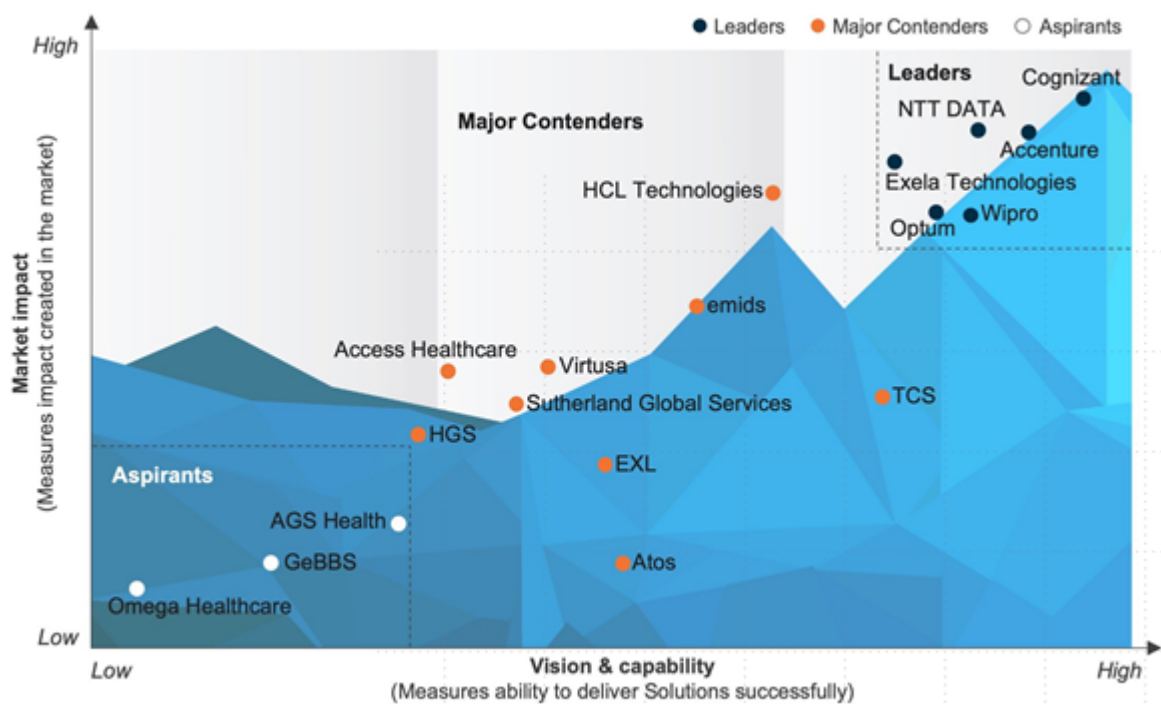 Leaders Major Contenders Aspirants
High
Leaders
Cognizant
NTT DATA
Major Contenders
Accenture
Exela Technologies
HCL Technologies
Optum
Wipro
emids
Access Healthcare
Virtusa
TCS
Sutherland Global Services
HGS
EXL
Aspirants
AGS Health
GeBBS
Atos
Omega Healthcare
Market impact
(Measures impact created in the market)
Low
Low
Vision & capability
High
(Measures ability to deliver Solutions successfully)